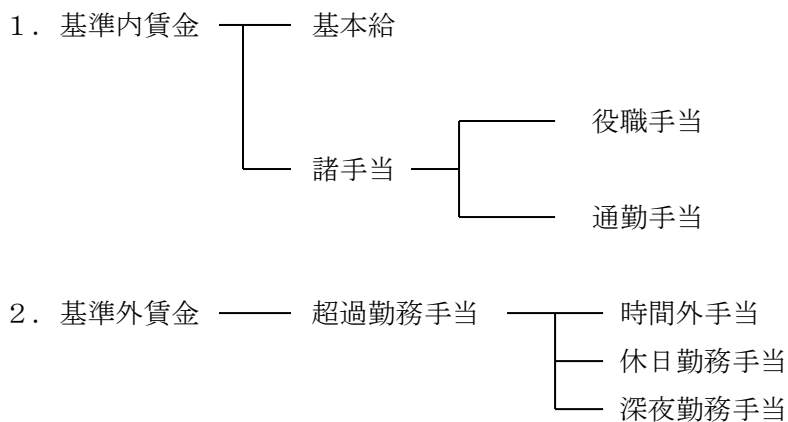 １．基準内賃金 基本給
役職手当
諸手当
通勤手当
２．基準外賃金 超過勤務手当 時間外手当
休日勤務手当
深夜勤務手当